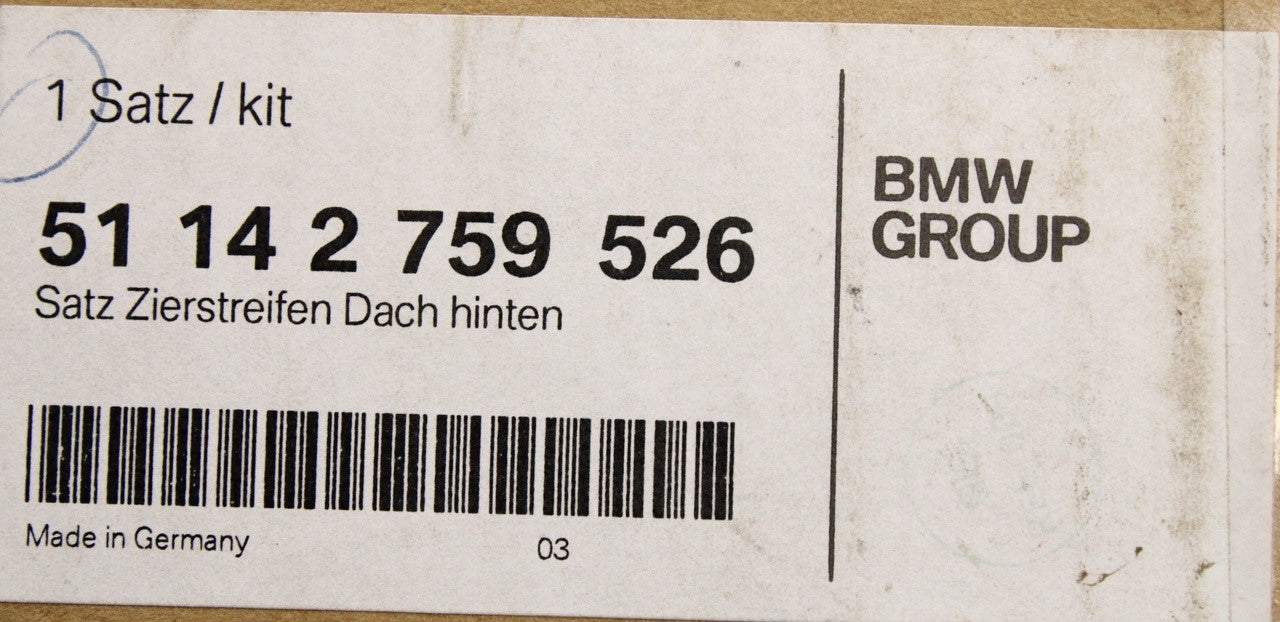 1 Satz / kit
51 14 2 759 526
Satz Zierstreifen Dach hinten
Made in Germany
03
BMW
GROUP